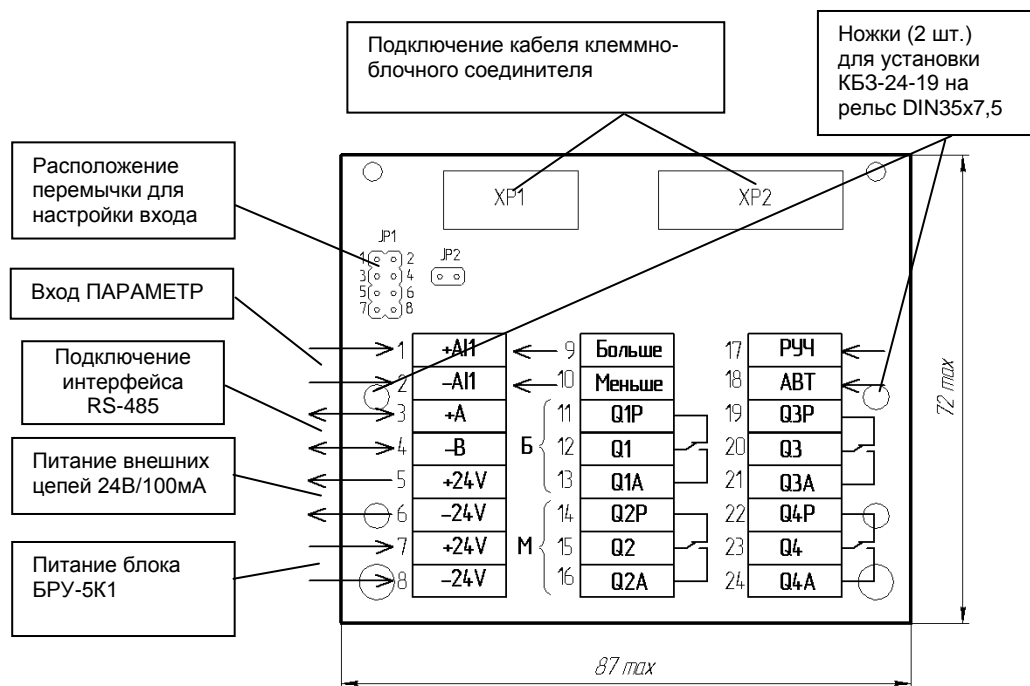 Подключение кабеля клеммно-
блочного соединителя
Ножки (2 шт.)
для установки
КБЗ-24-19 на
рельс DIN35x7,5
Расположение
перемычки для
настройки входа
Вход ПАРАМЕТР
Подключение
интерфейса
RS-485
Питание внешних
цепей 24В/100мА
Питание блока
БРУ-5К1
XP1
XP2
JP1
1 2
3 4
5 6
7 8
JP2
1 +AI1
2 –AI1
3 +A
4 –B
5 +24V
6 –24V
7 +24V
8 –24V
9 Больше
10 Меньше
Б
11 Q1P
12 Q1
13 Q1A
М
14 Q2P
15 Q2
16 Q2A
17 РУЧ
18 АВТ
19 Q3P
20 Q3
21 Q3A
22 Q4P
23 Q4
24 Q4A
72 max
87 max